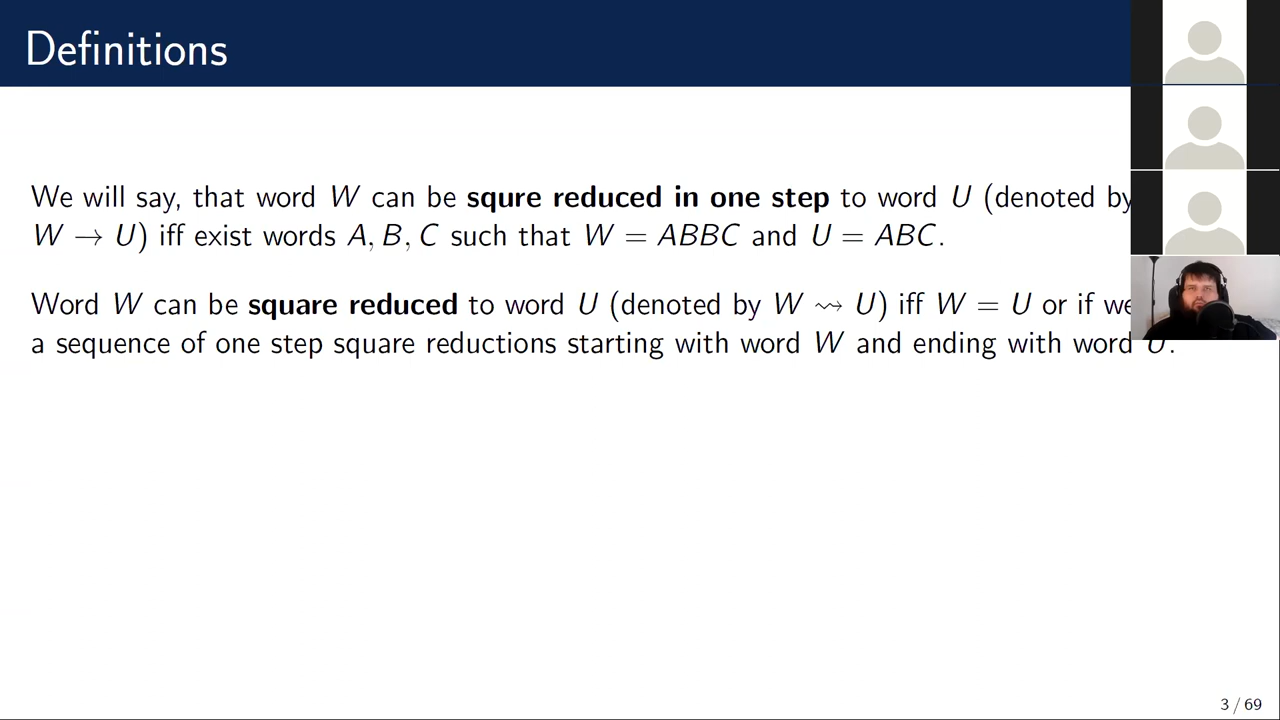 Definitions
We will say, that word W can be squre reduced in one step to word U (denoted by
W → U) iff exist words A, B, C such that W = ABBC and U = ABC.
Word W can be square reduced to word U (denoted by W ⇝ U) iff W = U or if we
a sequence of one step square reductions starting with word W and ending with word U.
3 / 69